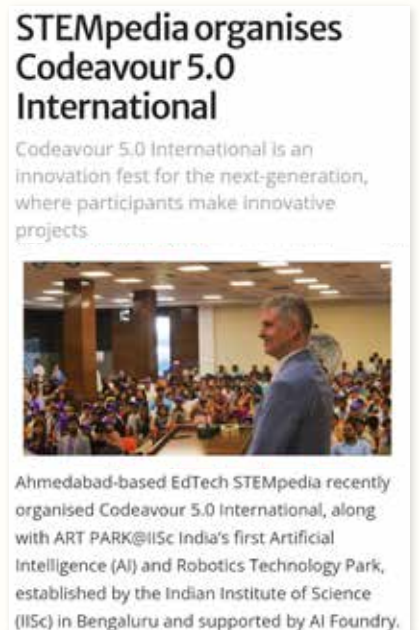 STEMpedia organises
Codeavour 5.0
International
Codeavour 5.0 International is an
innovation fest for the next-generation,
where participants make innovative
projects
Ahmedabad-based EdTech STEMpedia recently
organised Codeavour 5.0 International, along
with ART PARK@IISc India's first Artificial
Intelligence (AI) and Robotics Technology Park,
established by the Indian Institute of Science
(IISc) in Bengaluru and supported by AI Foundry.